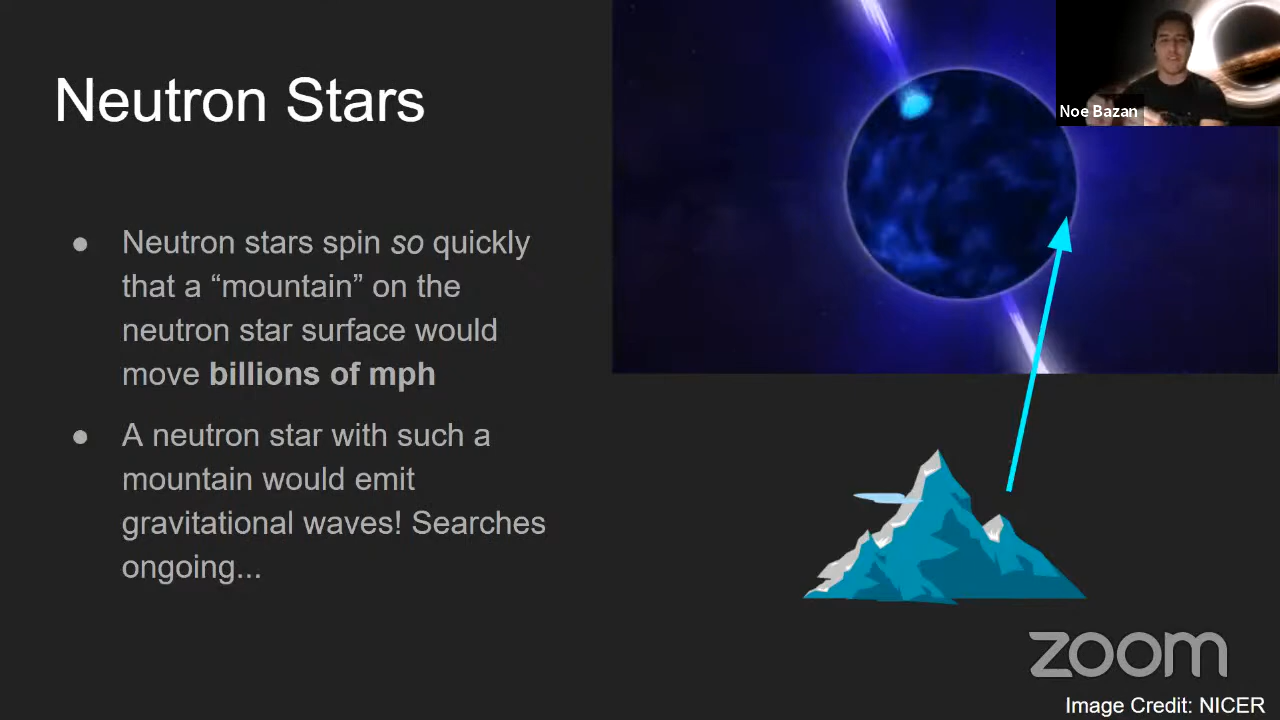 Neutron Stars
● Neutron stars spin so quickly
that a “mountain” on the
neutron star surface would
move billions of mph
● A neutron star with such a
mountain would emit
gravitational waves! Searches
ongoing...
Noe Bazan
zoom
Image Credit: NICER